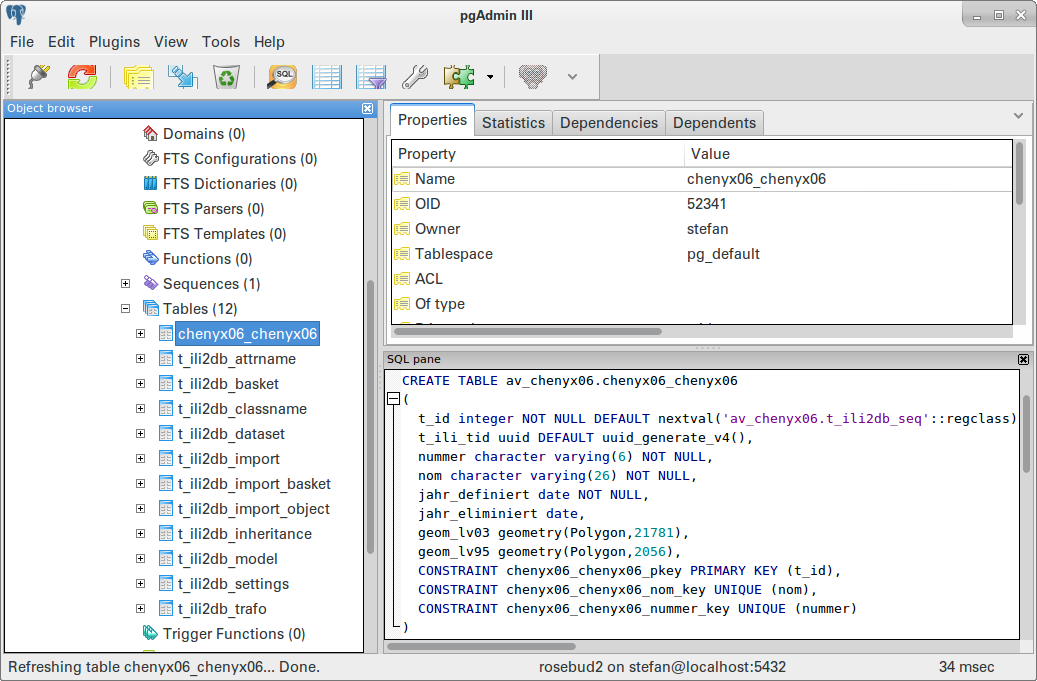 pgAdmin III
File Edit Plugins View Tools Help
SQL
Object browser
Domains (0)
FTS Configurations (0)
FTS Dictionaries (0)
FTS Parsers (0)
FTS Templates (0)
Functions (0)
Sequences (1)
Tables (12)
chenyx06_chenyx06
t_ili2db_attrname
t_ili2db_basket
t_ili2db_classname
t_ili2db_dataset
t_ili2db_import
t_ili2db_import_basket
t_ili2db_import_object
t_ili2db_inheritance
t_ili2db_model
t_ili2db_settings
t_ili2db_trafo
Trigger Functions (0)
Properties Statistics Dependencies Dependents
Property Value
Name chenyx06_chenyx06
OID 52341
Owner stefan
Tablespace pg_default
ACL
Of type
SQL pane
CREATE TABLE av_chenyx06.chenyx06_chenyx06
(
t_id integer NOT NULL DEFAULT nextval('av_chenyx06.t_ili2db_seq'::regclass)
t_ili_tid uuid DEFAULT uuid_generate_v4(),
nummer character varying(6) NOT NULL,
nom character varying(26) NOT NULL,
jahr_definiert date NOT NULL,
jahr_eliminiert date,
geom_lv03 geometry(Polygon,21781),
geom_lv95 geometry(Polygon,2056),
CONSTRAINT chenyx06_chenyx06_pkey PRIMARY KEY (t_id),
CONSTRAINT chenyx06_chenyx06_nom_key UNIQUE (nom),
CONSTRAINT chenyx06_chenyx06_nummer_key UNIQUE (nummer)
)
Refreshing table chenyx06_chenyx06... Done. rosebud2 on stefan@localhost:5432 34 msec